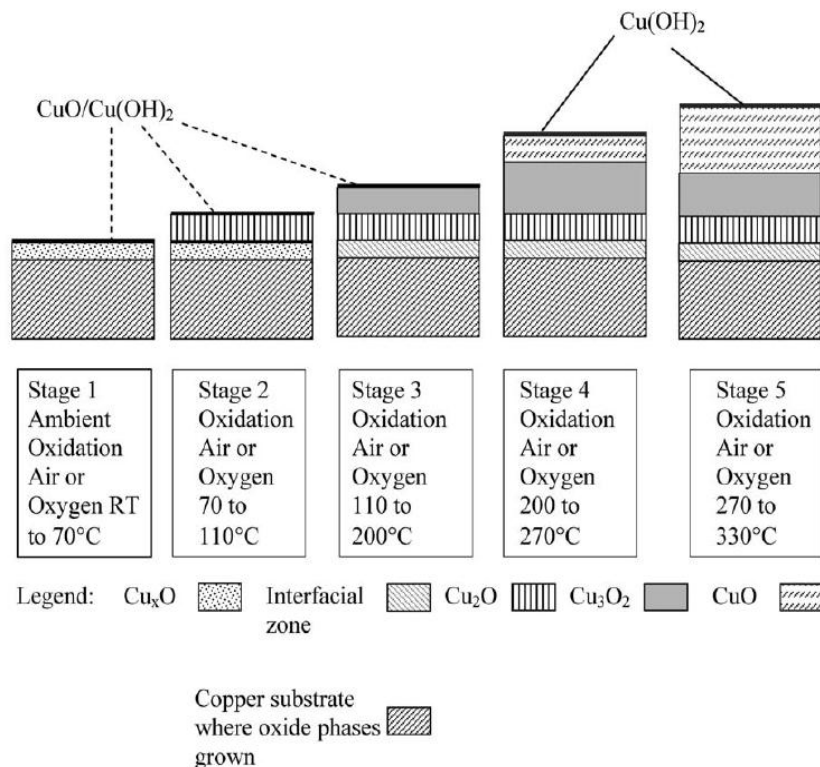 Cu(OH)₂
CuO/Cu(OH)₂
Stage 1
Ambient
Oxidation
Air or
Oxygen RT
to 70°C
Stage 2
Oxidation
Air or
Oxygen
70 to
110°C
Stage 3
Oxidation
Air or
Oxygen
110 to
200°C
Stage 4
Oxidation
Air or
Oxygen
200 to
270°C
Stage 5
Oxidation
Air or
Oxygen
270 to
330°C
Legend: CuₓO Interfacial Cu₂O Cu₃O₂ CuO
zone
Copper substrate
where oxide phases
grown